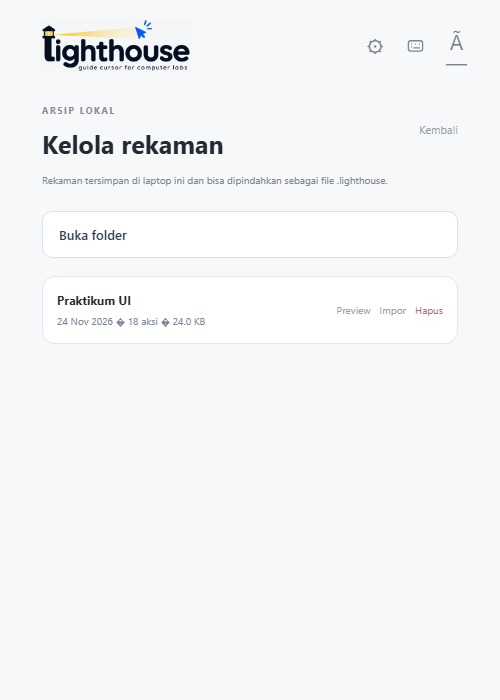 lighthouse
guide cursor for computer labs
Ã
ARSIP LOKAL
Kelola rekaman
Kembali
Rekaman tersimpan di laptop ini dan bisa dipindahkan sebagai file .lighthouse.
Buka folder
Praktikum UI
24 Nov 2026 � 18 aksi � 24.0 KB
Preview Impor Hapus